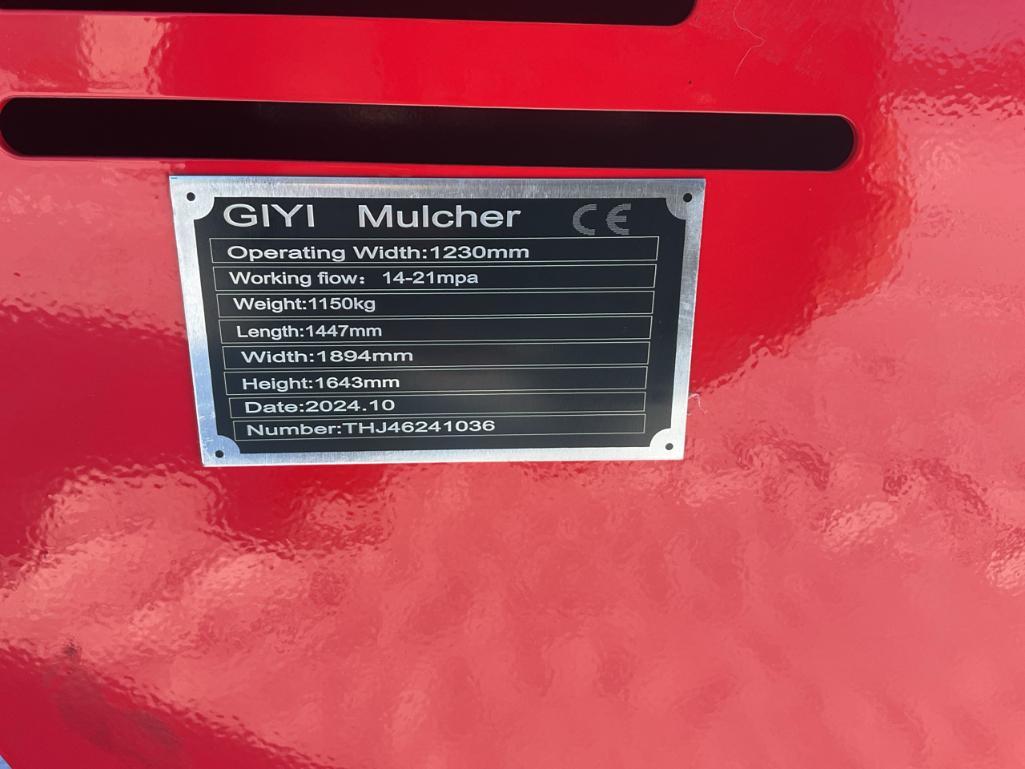 GIYI Mulcher CE
Operating Width:1230mm
Working flow： 14-21mpa
Weight:1150kg
Length:1447mm
Width:1894mm
Height:1643mm
Date:2024.10
Number:THJ46241036